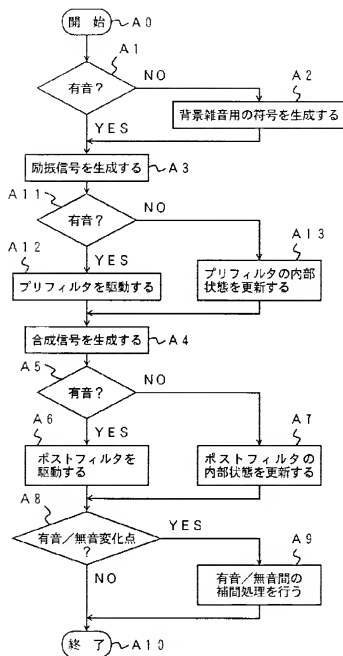 開始 A0
A1
有音?
NO
YES
A2
背景雑音用の符号を生成する
励振信号を生成する A3
A11
有音?
NO
YES
A12
プリフィルタを駆動する
A13
プリフィルタの内部
状態を更新する
合成信号を生成する A4
A5
有音?
NO
YES
A6
ポストフィルタを
駆動する
A7
ポストフィルタの
内部状態を更新する
A8
有音/無音変化点
?
YES
NO
A9
有音/無音間の
補間処理を行う
終了 A10